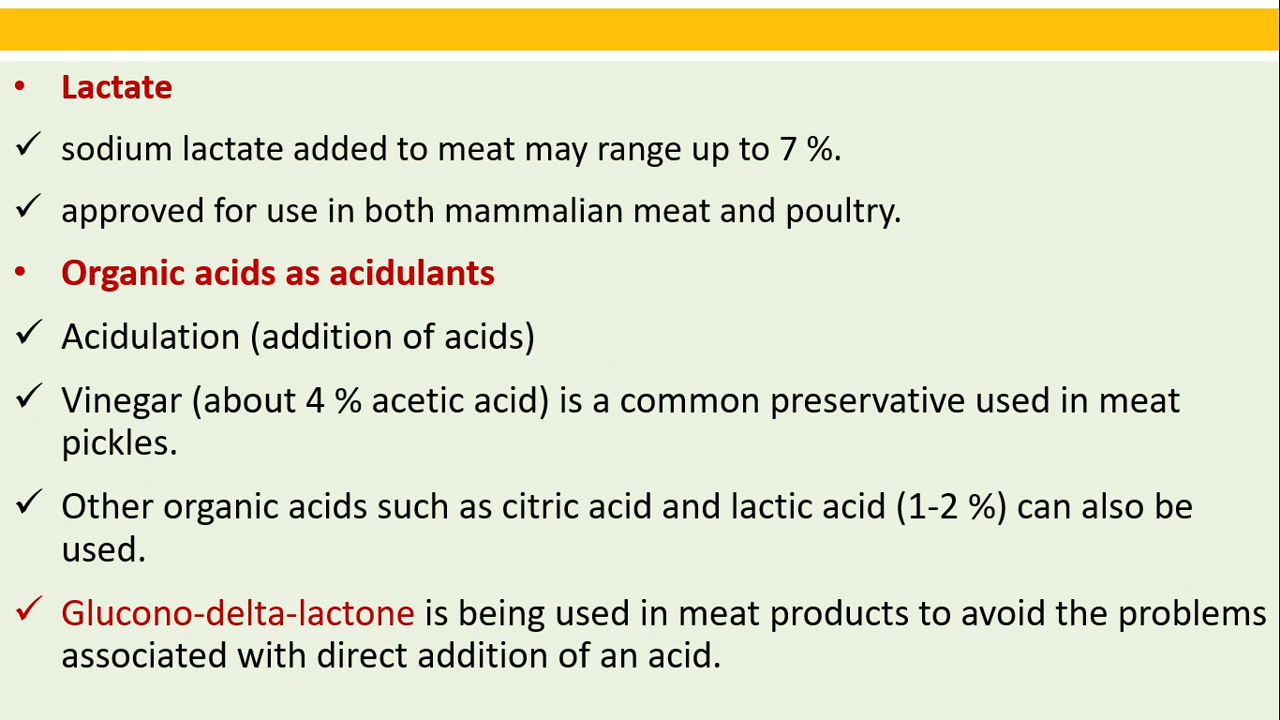 • Lactate
✓ sodium lactate added to meat may range up to 7 %.
✓ approved for use in both mammalian meat and poultry.
• Organic acids as acidulants
✓ Acidulation (addition of acids)
✓ Vinegar (about 4 % acetic acid) is a common preservative used in meat
pickles.
✓ Other organic acids such as citric acid and lactic acid (1-2 %) can also be
used.
✓ Glucono-delta-lactone is being used in meat products to avoid the problems
associated with direct addition of an acid.